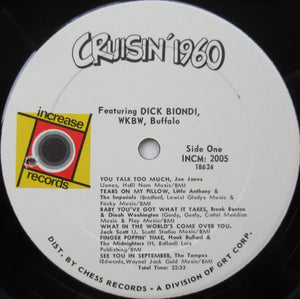 CRUISIN' 1960
Featuring DICK BIONDI,
WKBW, Buffalo
Side One
INCM: 2005
18624
increase
records
YOU TALK TOO MUCH, Joe Jones
(Jones, Hall) Nom Music/BMI
TEARS ON MY PILLOW, Little Anthony &
The Imperials (Bradford, Lewis) Gladys Music &
Fricky Music/BMI
BABY YOU'VE GOT WHAT IT TAKES, Brook Benton
& Dinah Washington (Gordy, Gordy, Carlo) Meridian
Music & Play Music/BMI
WHAT IN THE WORLD'S COME OVER YOU,
Jack Scott (J. Scott) Starfire Music/BMI
FINGER POPPIN' TIME, Hank Ballard &
The Midnighters (H. Ballard) Lois
Publishing/BMI
SEE YOU IN SEPTEMBER, The Tempos
(Edwards, Wayne) Jack Gold Music/BMI
Total Time: 22:33
DIST. BY CHESS RECORDS - A DIVISION OF GRT CORP.